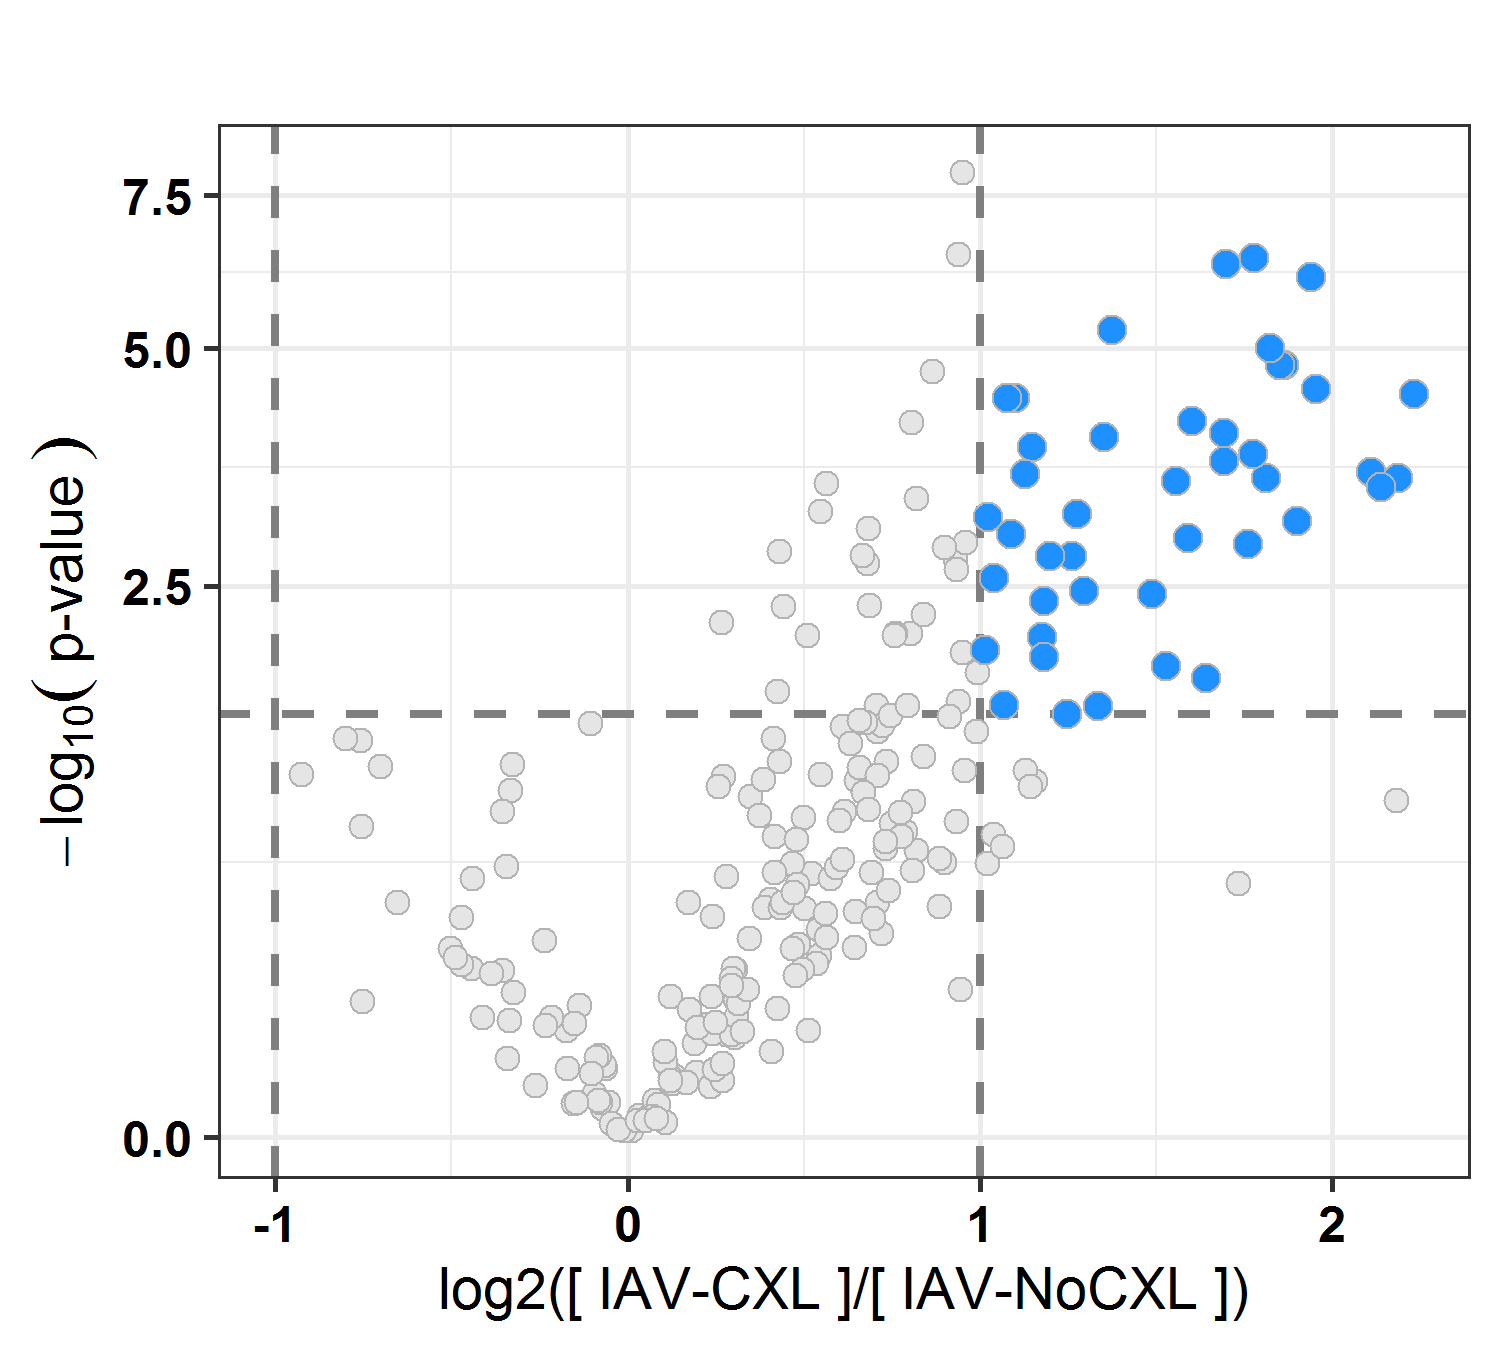 7.5
5.0
2.5
0.0
−log10( p-value )
-1 0 1 2
log2([ IAV-CXL ]/[ IAV-NoCXL ])